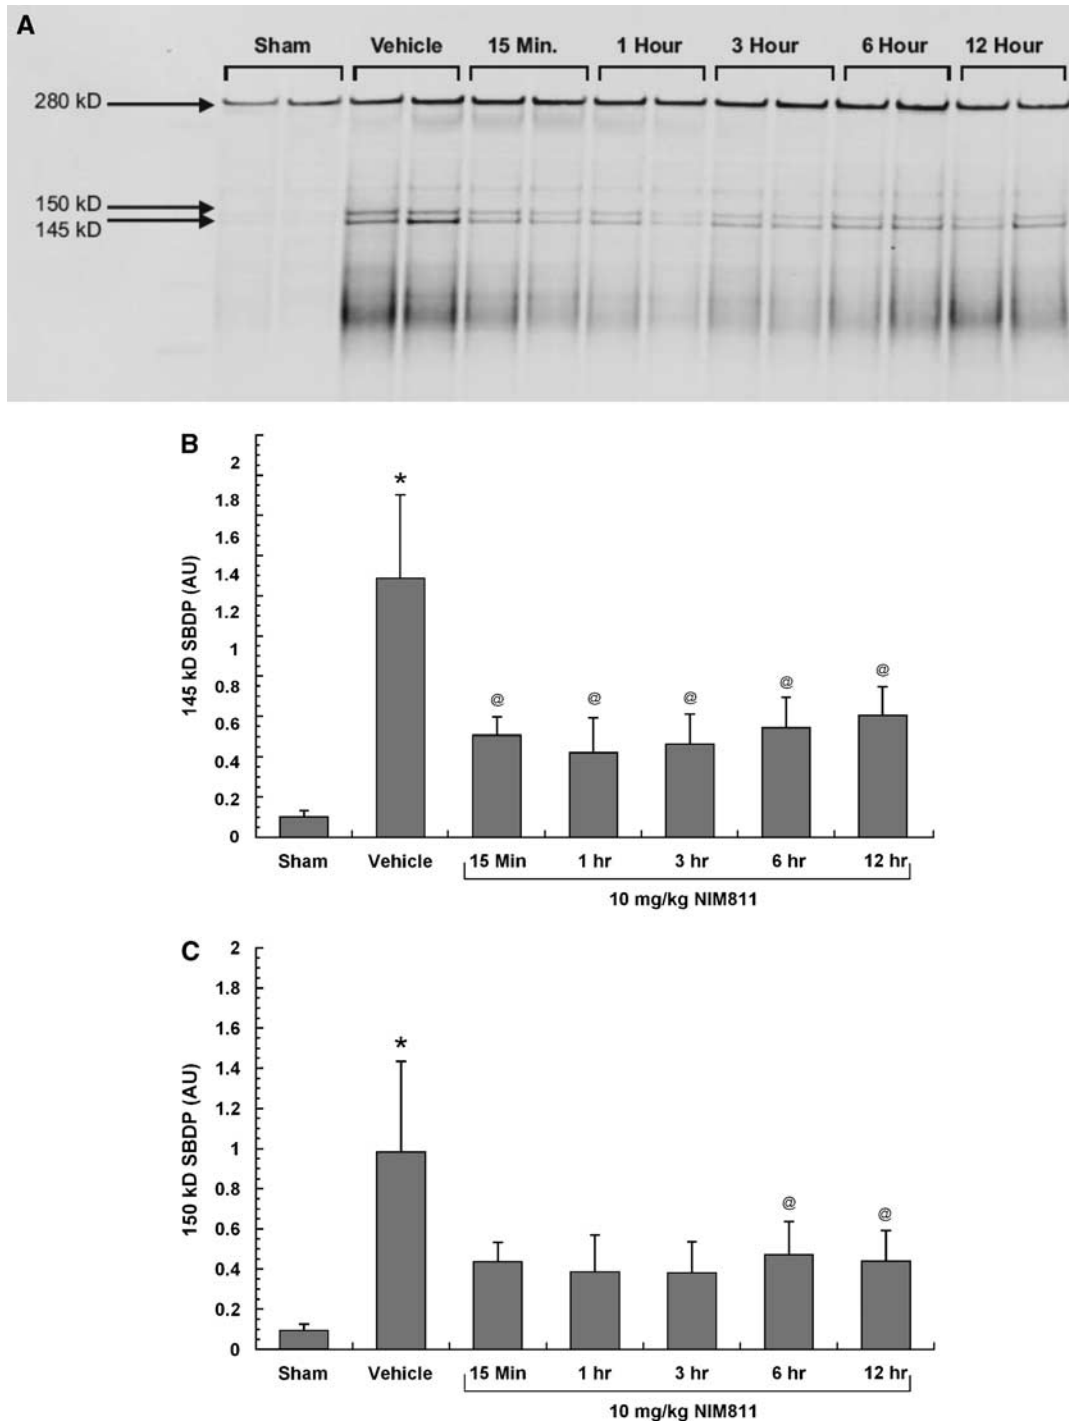 A
Sham Vehicle 15 Min. 1 Hour 3 Hour 6 Hour 12 Hour
280 kD
150 kD
145 kD
B
145 kD SBDP (AU)
2
1.8
1.6
1.4
1.2
1
0.8
0.6
0.4
0.2
0
*
@ @ @ @ @
Sham Vehicle 15 Min 1 hr 3 hr 6 hr 12 hr
10 mg/kg NIM811
C
150 kD SBDP (AU)
2
1.8
1.6
1.4
1.2
1
0.8
0.6
0.4
0.2
0
*
@ @
Sham Vehicle 15 Min 1 hr 3 hr 6 hr 12 hr
10 mg/kg NIM811